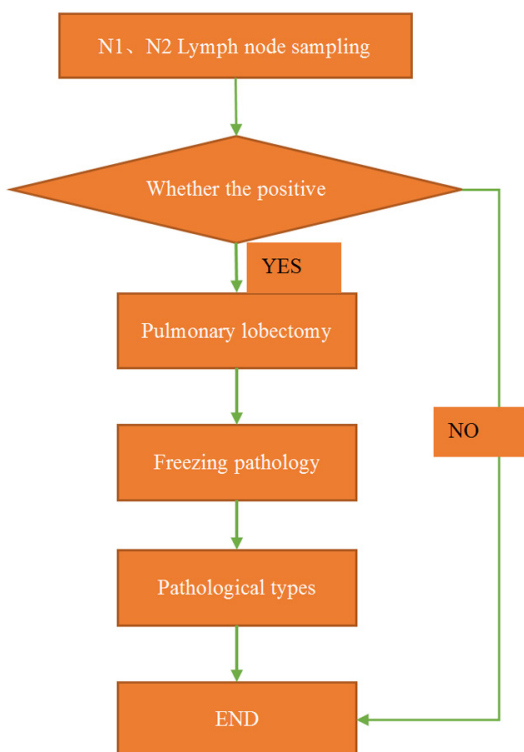 N1、N2 Lymph node sampling
Whether the positive
YES
Pulmonary lobectomy
Freezing pathology
NO
Pathological types
END